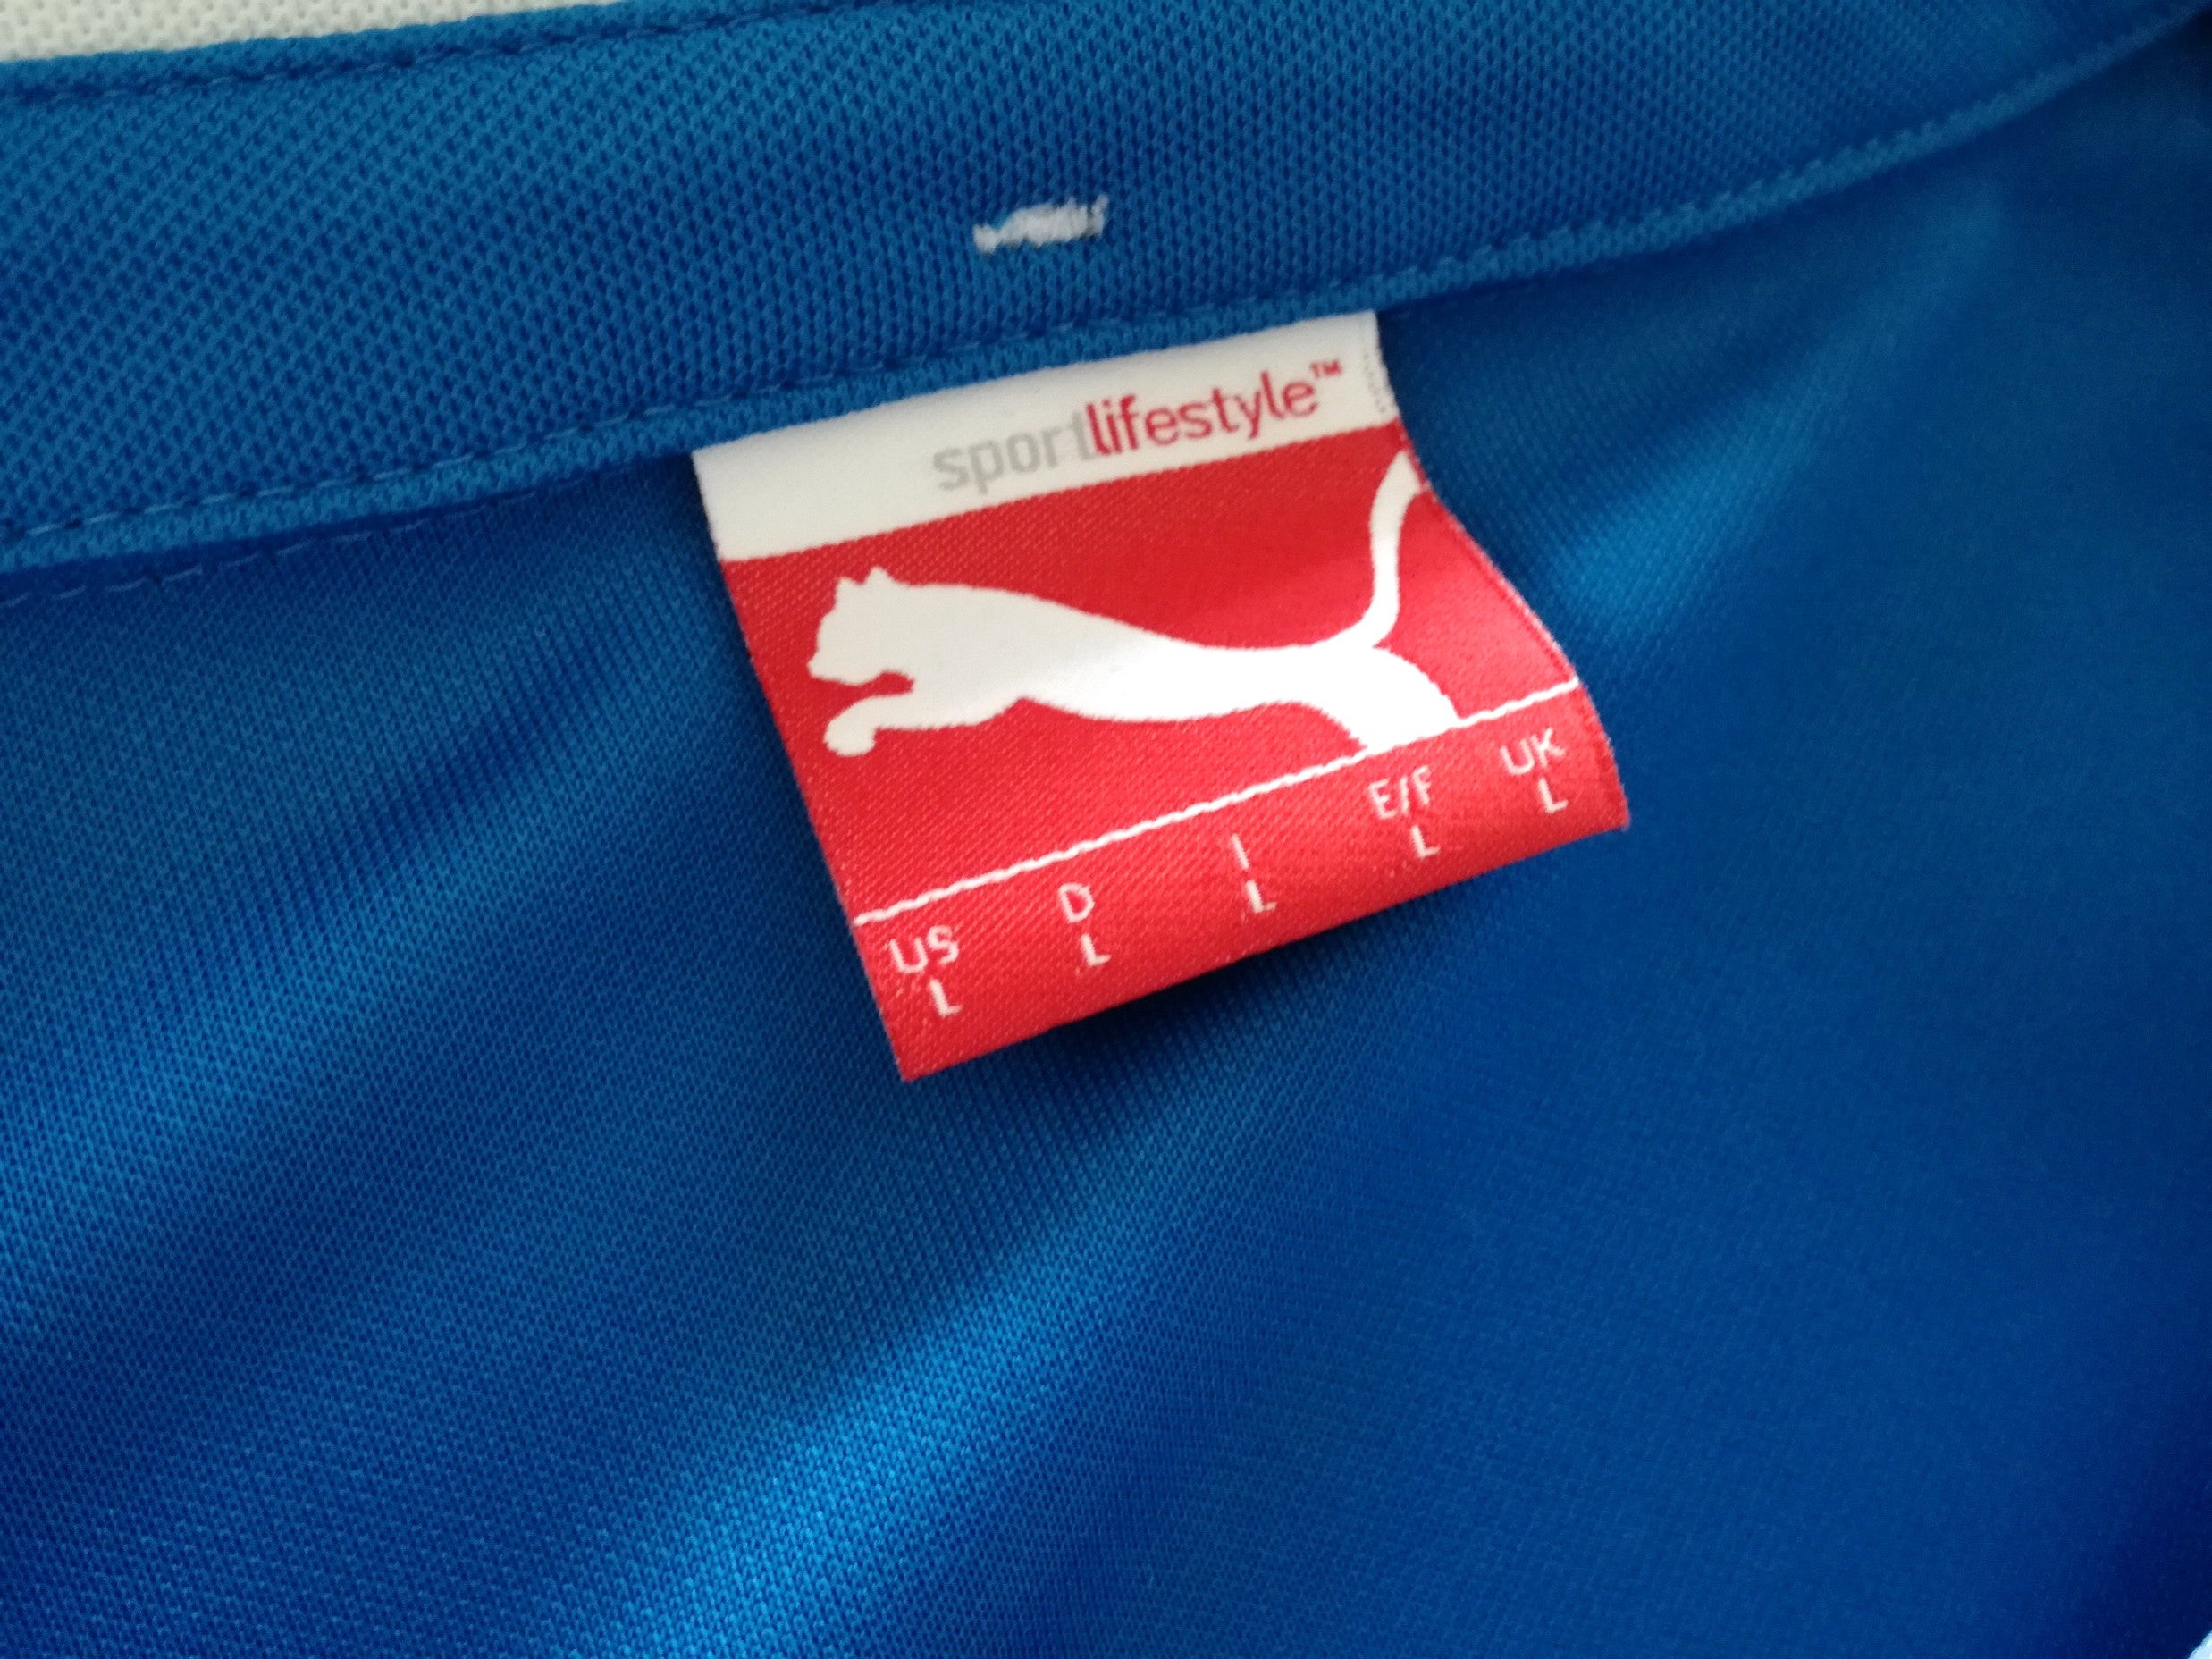 sportlifestyle™
US D I E/F UK
L L L L L